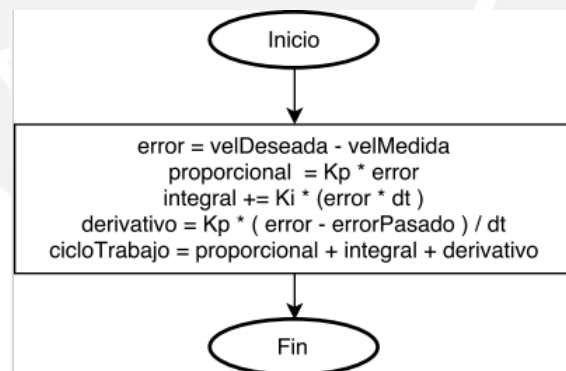 Inicio
error = velDeseada - velMedida
proporcional = Kp * error
integral += Ki * (error * dt )
derivativo = Kp * ( error - errorPasado ) / dt
cicloTrabajo = proporcional + integral + derivativo
Fin